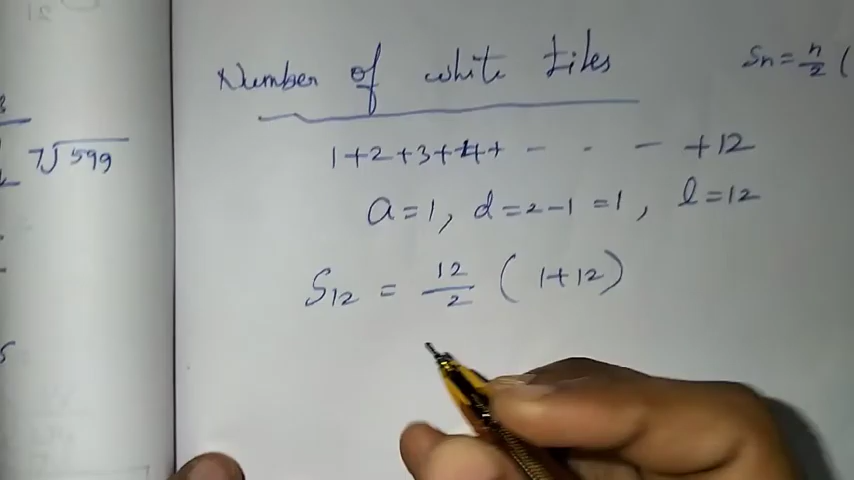 Number of white tiles
Sn = n/2 (
1+2+3+4+ - - - +12
a=1, d=2-1=1, l=12
S12 = 12/2 (1+12)
7)599